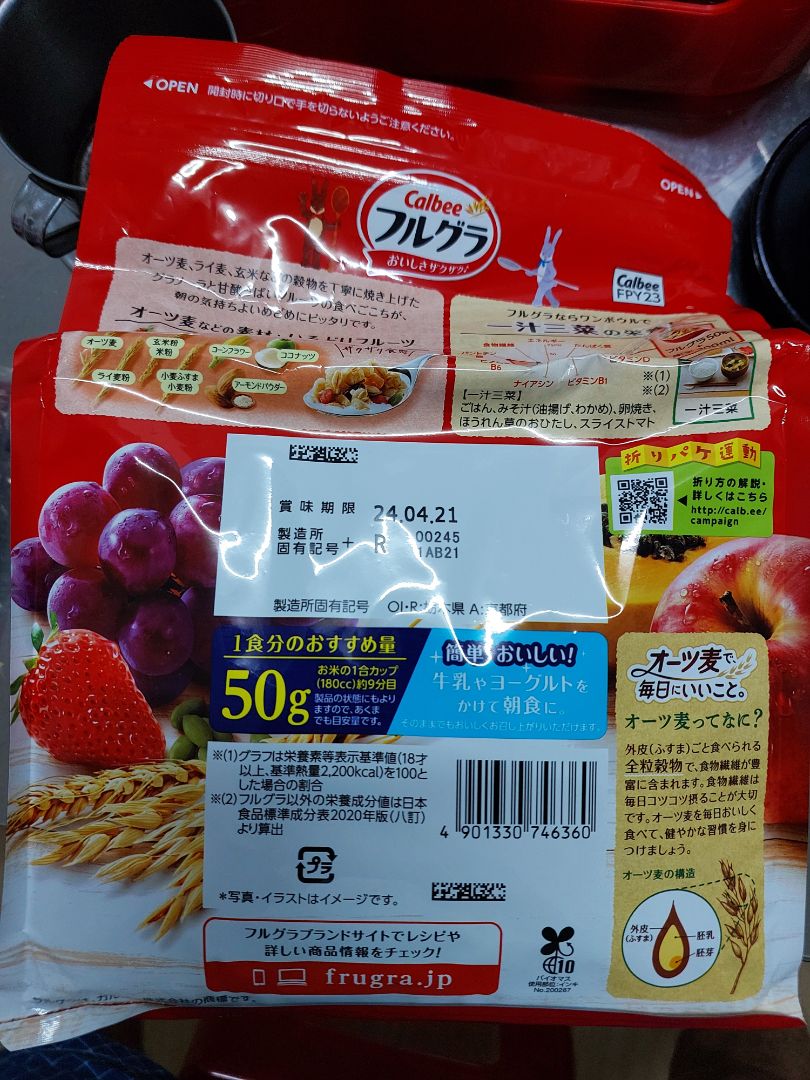 ◀OPEN 開封時に切り口で手を切らないようご注意ください。
OPEN▶
Calbee
フルグラ
おいしさザクザク♪
Calbee
FPY23
オーツ麦、ライ麦、玄米などの穀物を丁寧に焼き上げた
朝の気持ちよいめざめにピッタリです。
フルグラならワンボウルで
オーツ麦
玄米粉
米粉
コーンフラワー
ココナッツ
ライ麦粉
小麦ふすま
小麦粉
アーモンドパウダー
食物繊維
ビタミンD
B6
ナイアシン ビタミンB1
※(1)
※(2)
【一汁三菜】
ごはん、みそ汁(油揚げ、わかめ)、卵焼き、
ほうれん草のおひたし、スライストマト
一汁三菜
折りパケ運動
折り方の解説・
詳しくはこちら
http://calb.ee/
campaign
賞味期限 24.04.21
製造所
固有記号 + R 00245
1AB21
製造所固有記号 OI・R:栃木県 A:京都府
1食分のおすすめ量
50g
お米の1合カップ
(180cc)約9分目
製品の状態にもより
ますので、あくま
でも目安量です。
簡単 おいしい!
牛乳やヨーグルトを
かけて朝食に。
そのままでもおいしくお召し上がりいただけます。
オーツ麦で、
毎日にいいこと。
オーツ麦ってなに?
外皮(ふすま)ごと食べられる
全粒穀物で、食物繊維が豊
富に含まれます。食物繊維は
毎日コツコツ摂ることが大切
です。オーツ麦を毎日おいしく
食べて、健やかな習慣を身に
つけましょう。
オーツ麦の構造
外皮
(ふすま)
胚乳
胚芽
※(1)グラフは栄養素等表示基準値(18才
以上、基準熱量2,200kcal)を100と
した場合の割合
※(2)フルグラ以外の栄養成分値は日本
食品標準成分表2020年版(八訂)
より算出
4 901330 746360
プラ
*写真・イラストはイメージです。
フルグラブランドサイトでレシピや
詳しい商品情報をチェック!
frugra.jp
10
バイオマス
使用部位:インキ
No.200267